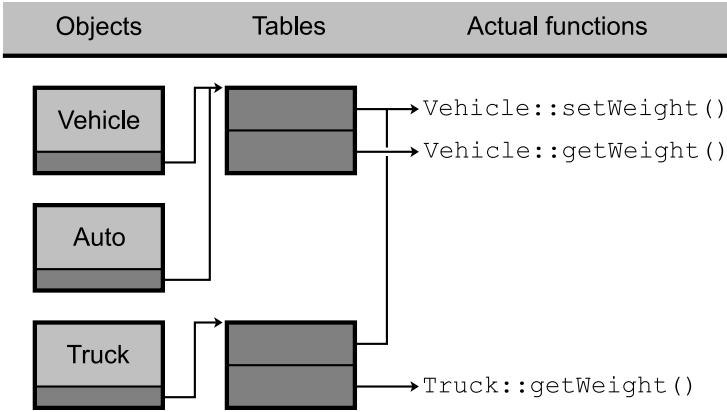 Objects Tables Actual functions
Vehicle
Vehicle::setWeight()
Vehicle::getWeight()
Auto
Truck
Truck::getWeight()